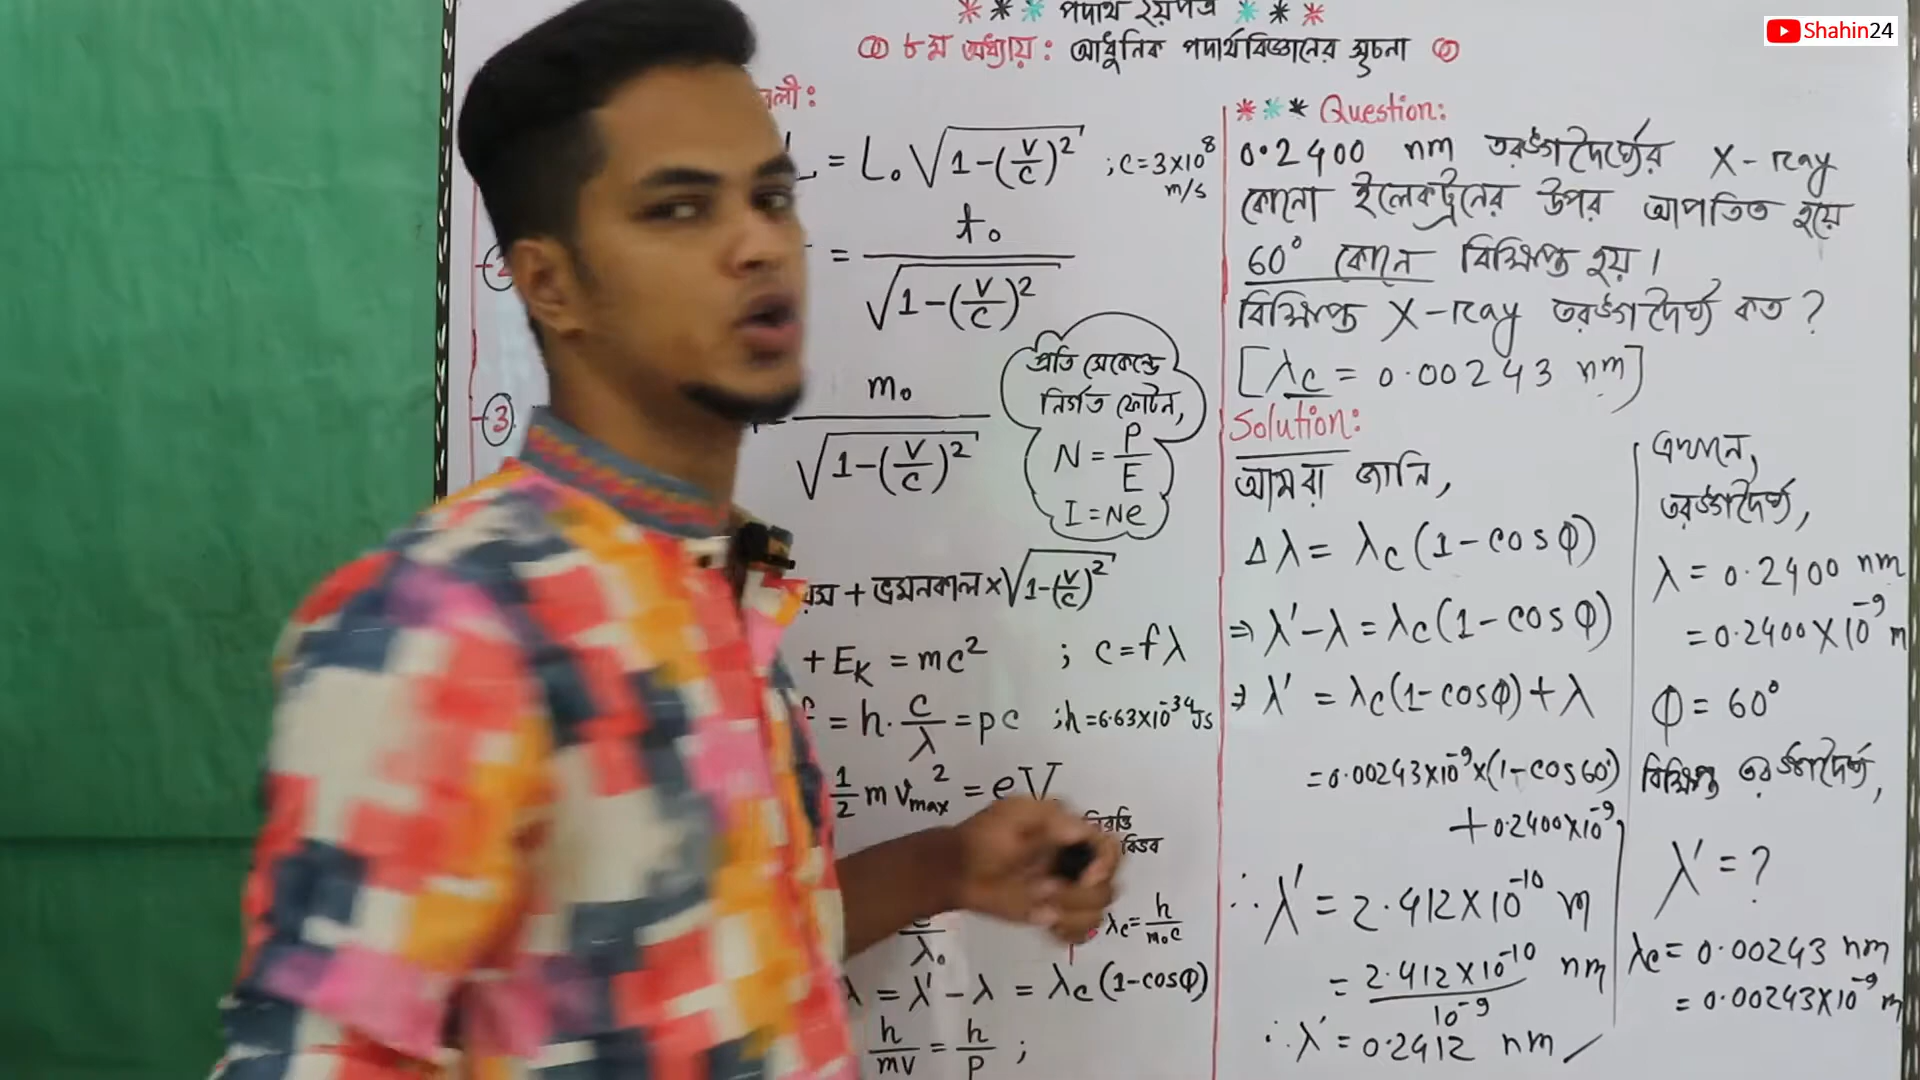 *** পদার্থ ২য়পত্র ***
Shahin24
৮ম অধ্যায় : আধুনিক পদার্থবিজ্ঞানের সূচনা
বলী :
L = L₀ √1-(v/c)² ; c = 3×10⁸ m/s
= t₀ / √1-(v/c)²
-3
m₀ / √1-(v/c)²
প্রতি সেকেন্ডে
নির্গত ফোটন,
N = P/E
I = Ne
+ ভ্রমনকাল × √1-(v/c)²
+ E_K = mc² ; c = fλ
= h · c/λ = pc ; h = 6.63×10⁻³⁴ Js
½ m v²max = eV
বিভব
λ₀
λc = h/m₀c
λ = λ′ - λ = λc (1-cosΦ)
h/mv = h/P ;
*** Question:
0.2400 nm তরঙ্গদৈর্ঘ্যের X-ray
কোনো ইলেকট্রনের উপর আপতিত হয়ে
60° কোনে বিক্ষিপ্ত হয় ।
বিক্ষিপ্ত X-ray তরঙ্গদৈর্ঘ্য কত ?
[λc = 0.00243 nm]
Solution:
আমরা জানি,
Δλ = λc (1-cosΦ)
⇒ λ′-λ = λc (1-cosΦ)
⇒ λ′ = λc(1-cosΦ)+λ
= 0.00243×10⁻⁹×(1-cos60°)
+ 0.2400×10⁻⁹
∴ λ′ = 2.412×10⁻¹⁰ m
= 2.412×10⁻¹⁰ / 10⁻⁹ nm
∴ λ′ = 0.2412 nm
এখানে,
তরঙ্গদৈর্ঘ্য,
λ = 0.2400 nm
= 0.2400×10⁻⁹ m
Φ = 60°
বিক্ষিপ্ত তরঙ্গদৈর্ঘ্য,
λ′ = ?
λc = 0.00243 nm
= 0.00243×10⁻⁹ m